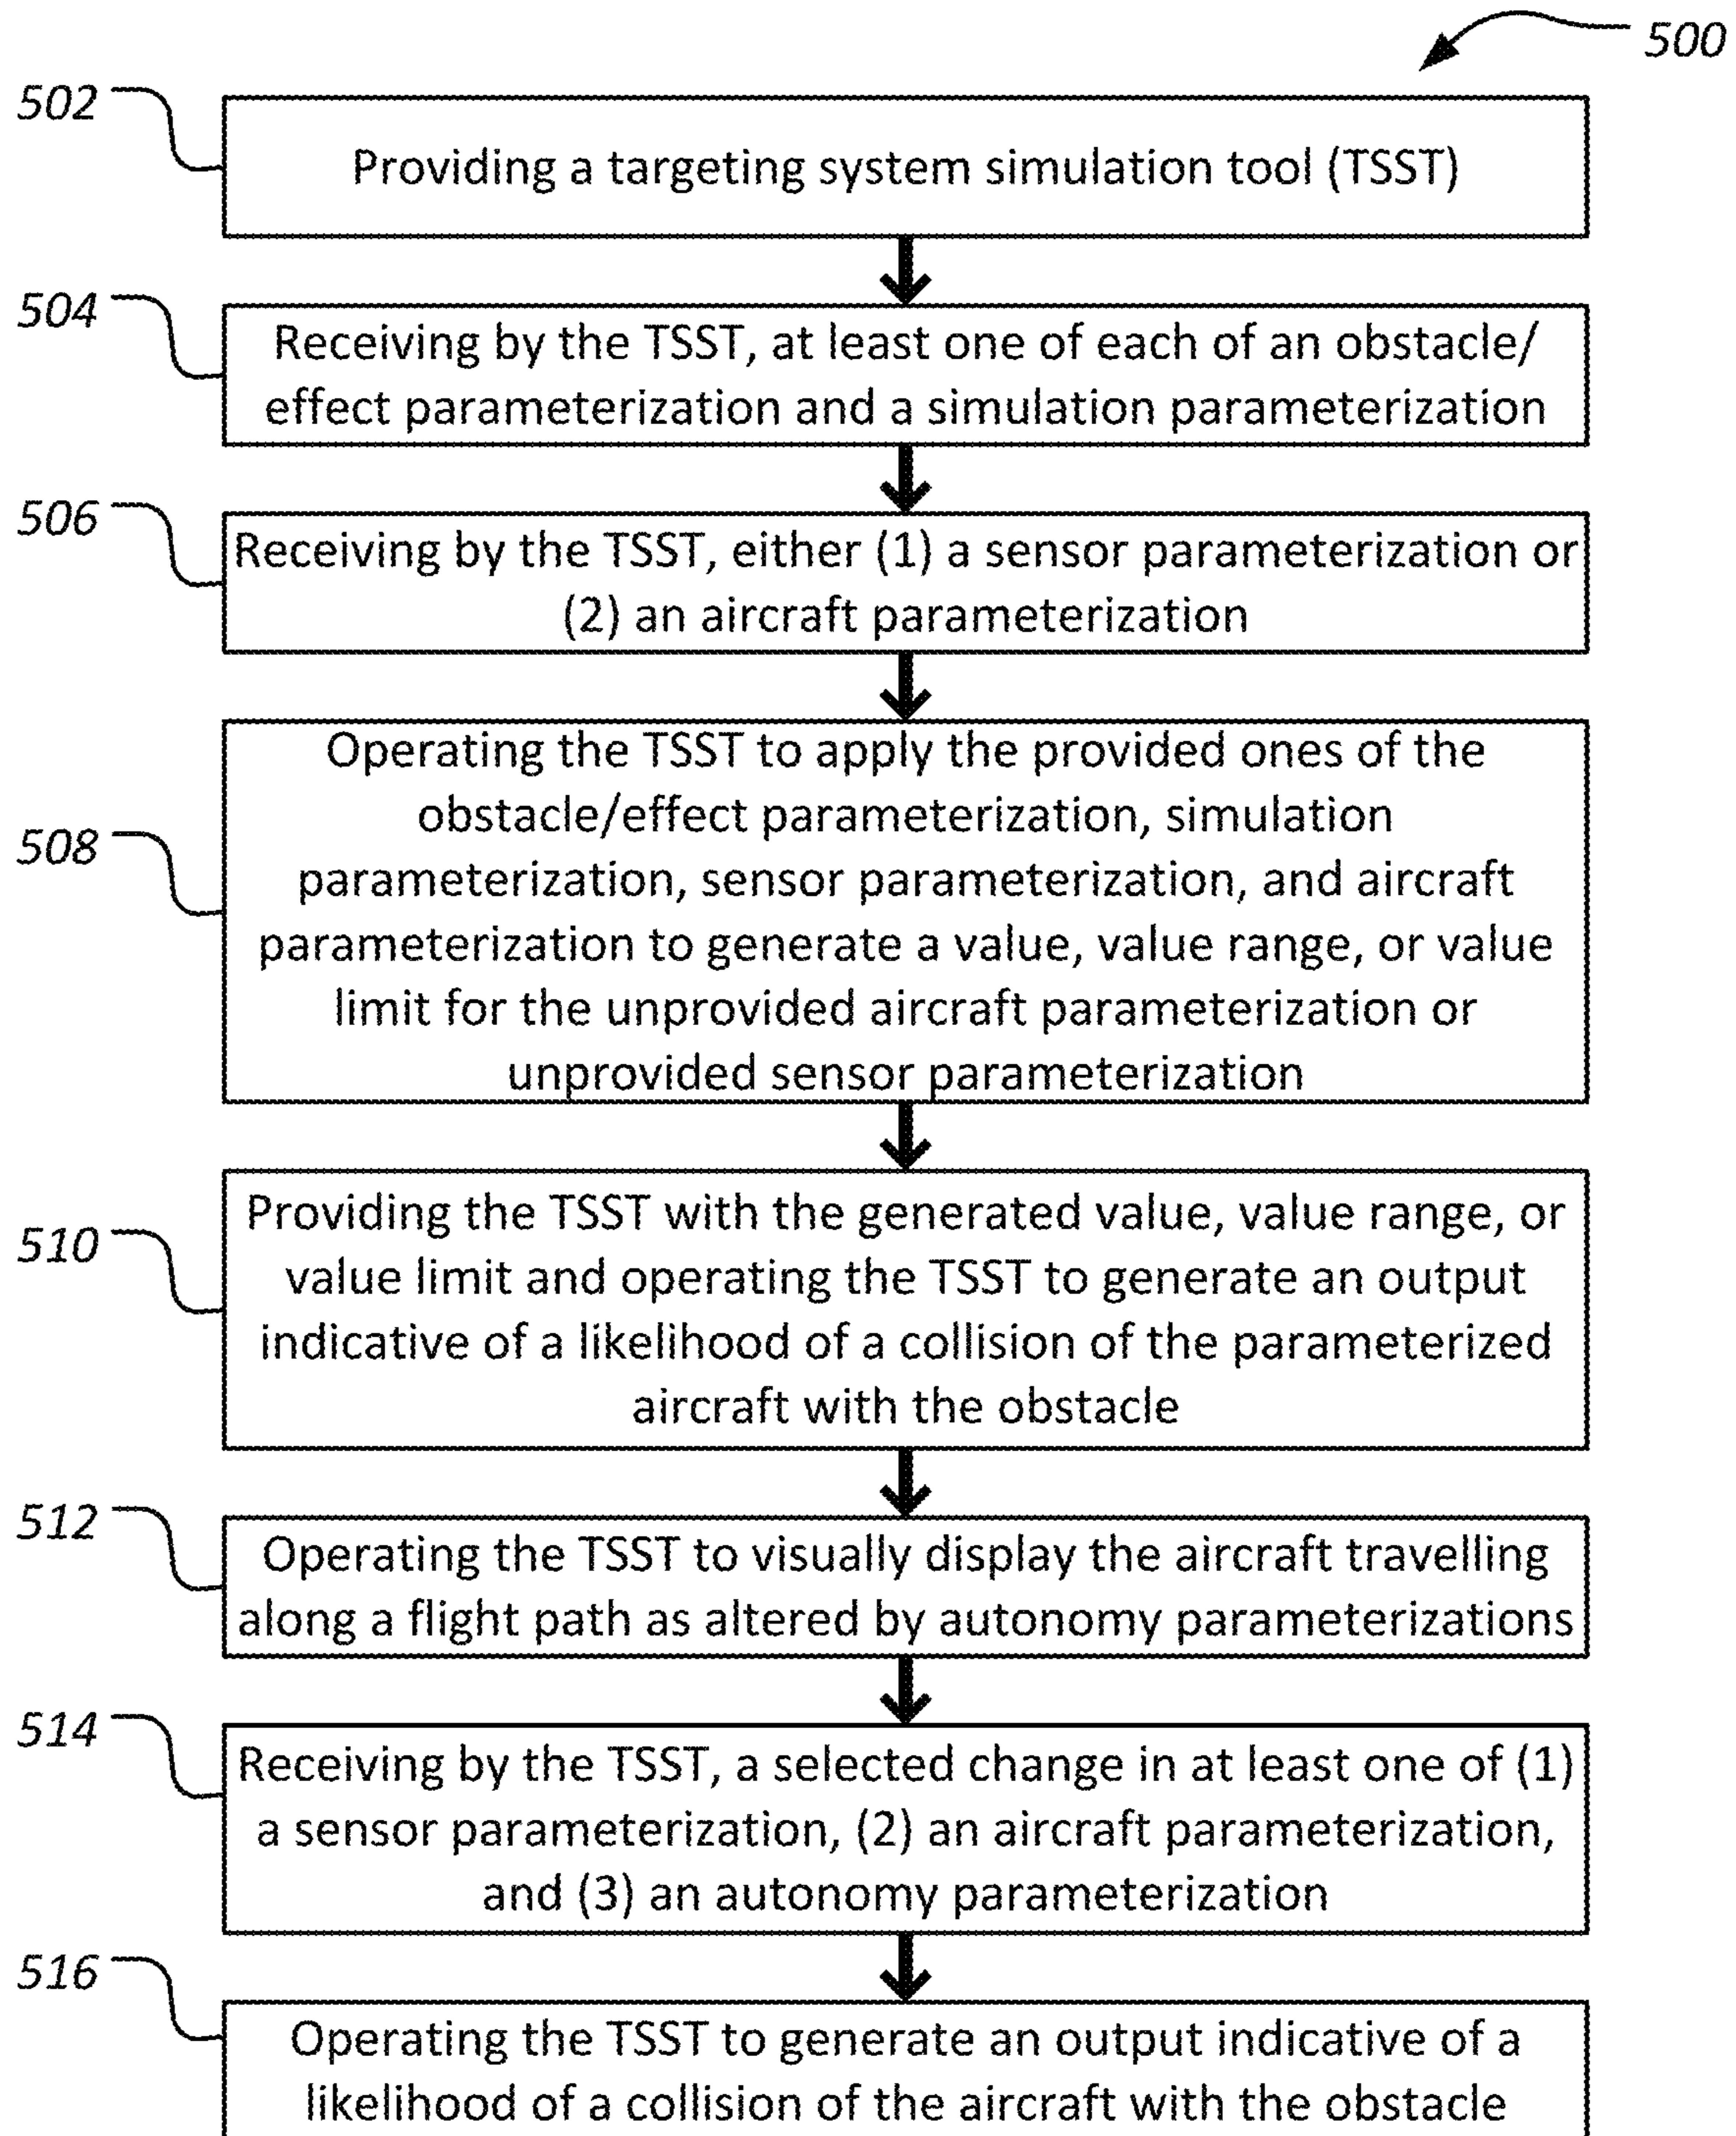 500
502
Providing a targeting system simulation tool (TSST)
504
Receiving by the TSST, at least one of each of an obstacle/
effect parameterization and a simulation parameterization
506
Receiving by the TSST, either (1) a sensor parameterization or
(2) an aircraft parameterization
508
Operating the TSST to apply the provided ones of the
obstacle/effect parameterization, simulation
parameterization, sensor parameterization, and aircraft
parameterization to generate a value, value range, or value
limit for the unprovided aircraft parameterization or
unprovided sensor parameterization
510
Providing the TSST with the generated value, value range, or
value limit and operating the TSST to generate an output
indicative of a likelihood of a collision of the parameterized
aircraft with the obstacle
512
Operating the TSST to visually display the aircraft travelling
along a flight path as altered by autonomy parameterizations
514
Receiving by the TSST, a selected change in at least one of (1)
a sensor parameterization, (2) an aircraft parameterization,
and (3) an autonomy parameterization
516
Operating the TSST to generate an output indicative of a
likelihood of a collision of the aircraft with the obstacle